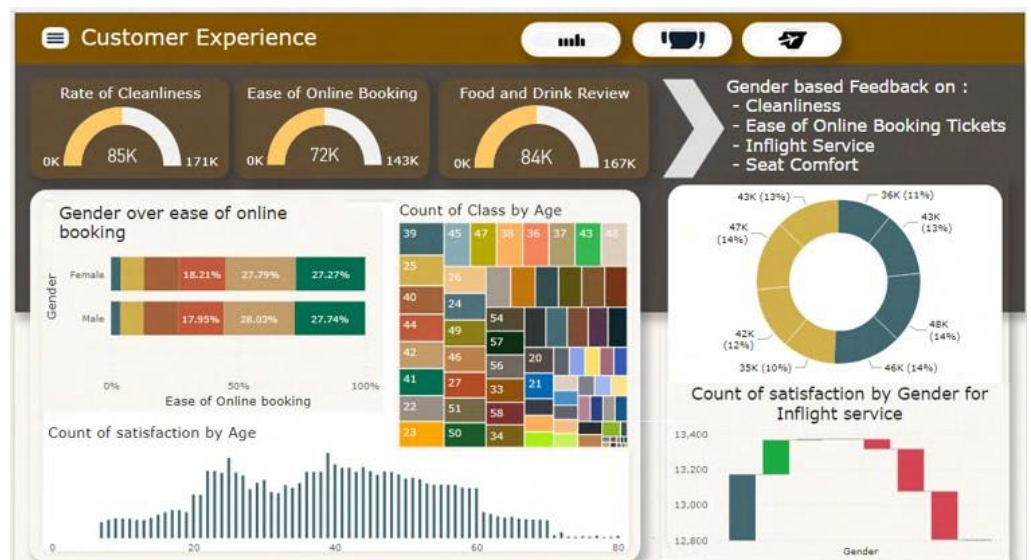 Customer Experience
Rate of Cleanliness
0K
85K
171K
Ease of Online Booking
0K
72K
143K
Food and Drink Review
0K
84K
167K
Gender based Feedback on :
- Cleanliness
- Ease of Online Booking Tickets
- Inflight Service
- Seat Comfort
Gender over ease of online
booking
Gender
Female
18.21%
27.79%
27.27%
Male
17.95%
28.03%
27.74%
0%
50%
100%
Ease of Online booking
Count of Class by Age
39
45
47
38
36
37
43
48
25
26
40
24
54
44
49
57
42
46
56
20
41
27
33
21
22
51
58
23
50
34
43K (13%)
36K (11%)
47K
(14%)
43K
(13%)
42K
(12%)
48K
(14%)
35K (10%)
46K (14%)
Count of satisfaction by Age
0
20
40
60
80
Count of satisfaction by Gender for
Inflight service
13,400
13,200
13,000
12,800
Gender